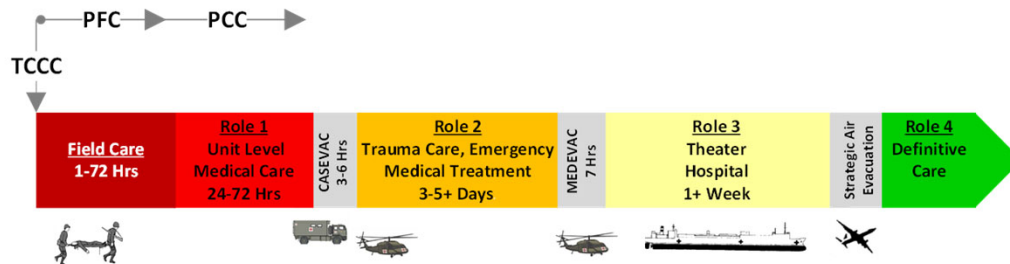 PFC
PCC
TCCC
Field Care
1-72 Hrs
Role 1
Unit Level
Medical Care
24-72 Hrs
CASEVAC
3-6 Hrs
Role 2
Trauma Care, Emergency
Medical Treatment
3-5+ Days
MEDEVAC
7 Hrs
Role 3
Theater
Hospital
1+ Week
Strategic Air
Evacuation
Role 4
Definitive
Care